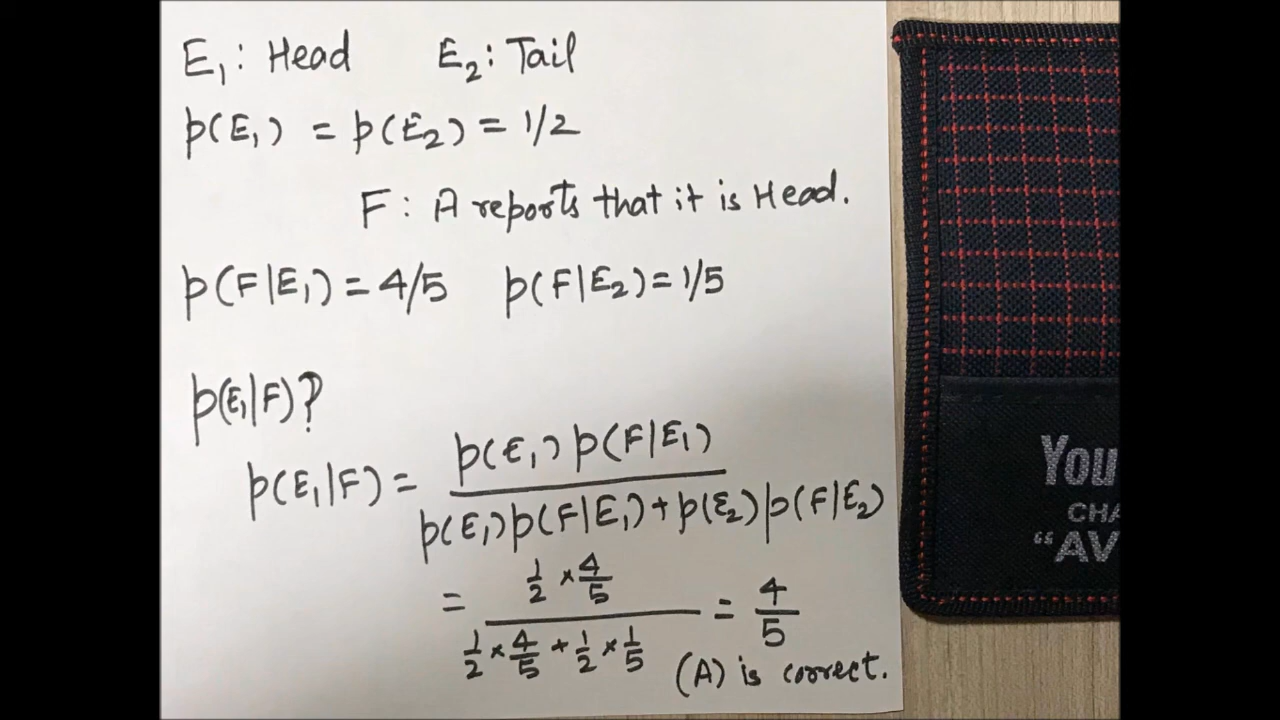 E₁ : Head E₂ : Tail
p(E₁) = p(E₂) = 1/2
F : A reports that it is Head.
p(F|E₁) = 4/5 p(F|E₂) = 1/5
p(E₁|F)?
p(E₁|F) = p(E₁) p(F|E₁) / p(E₁) p(F|E₁) + p(E₂) p(F|E₂)
= 1/2 × 4/5 / 1/2 × 4/5 + 1/2 × 1/5 = 4/5
(A) is correct.
You
CHA
"AV